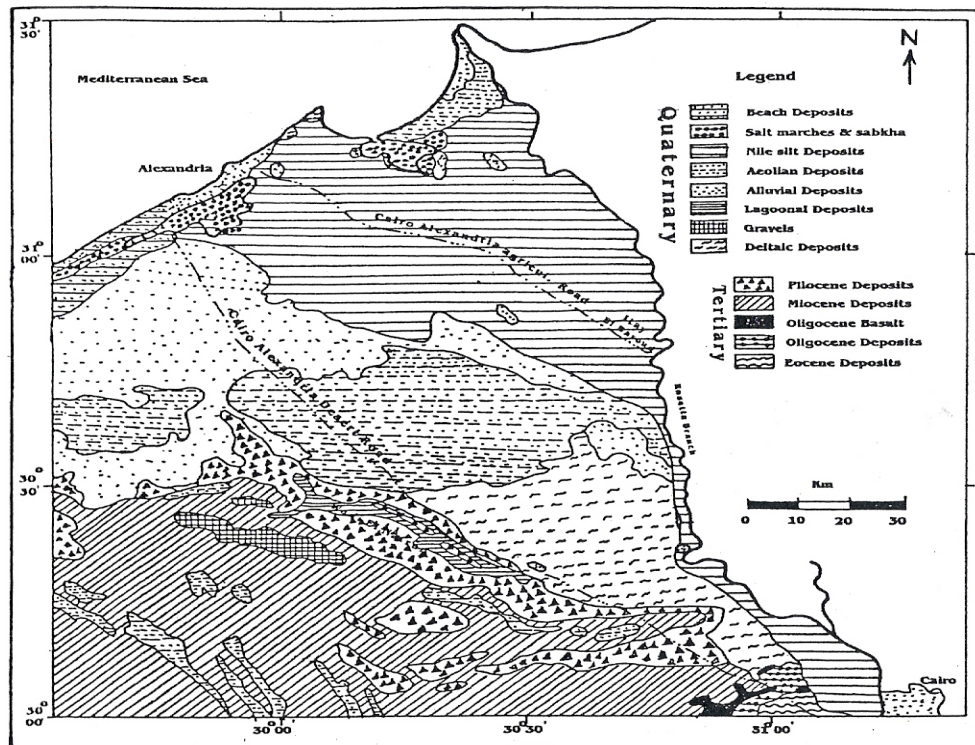 31°
30'
N
Mediterranean Sea
Legend
Quaternary
Beach Deposits
Salt marches & sabkha
Nile silt Deposits
Aeolian Deposits
Alluvial Deposits
Lagoonal Deposits
Gravels
Deltaic Deposits
Tertiary
Pliocene Deposits
Miocene Deposits
Oligocene Basalt
Oligocene Deposits
Eocene Deposits
Alexandria
Cairo Alexandria agricul. Road
31°
00'
Cairo Alexandria Desert Road
Rosetta Branch
30°
30'
Km
0 10 20 30
Cairo
30°
00'
30°00'
30°30'
31°00'